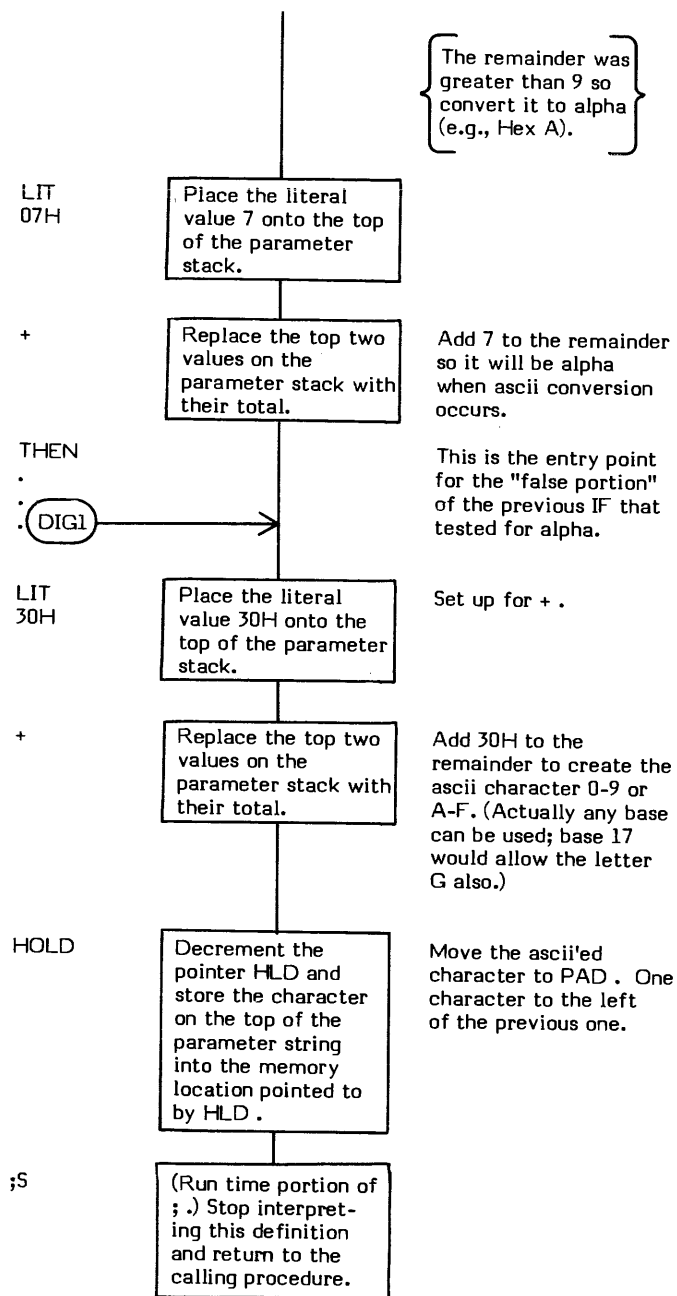 The remainder was
greater than 9 so
convert it to alpha
(e.g., Hex A).
LIT
07H
Place the literal
value 7 onto the top
of the parameter
stack.
+
Replace the top two
values on the
parameter stack with
their total.
Add 7 to the remainder
so it will be alpha
when ascii conversion
occurs.
THEN
.
.
.
DIG1
This is the entry point
for the "false portion"
of the previous IF that
tested for alpha.
LIT
30H
Place the literal
value 30H onto the
top of the parameter
stack.
Set up for + .
+
Replace the top two
values on the
parameter stack with
their total.
Add 30H to the
remainder to create the
ascii character 0-9 or
A-F. (Actually any base
can be used; base 17
would allow the letter
G also.)
HOLD
Decrement the
pointer HLD and
store the character
on the top of the
parameter string
into the memory
location pointed to
by HLD .
Move the ascii'ed
character to PAD . One
character to the left
of the previous one.
;S
(Run time portion of
; .) Stop interpret-
ing this definition
and return to the
calling procedure.